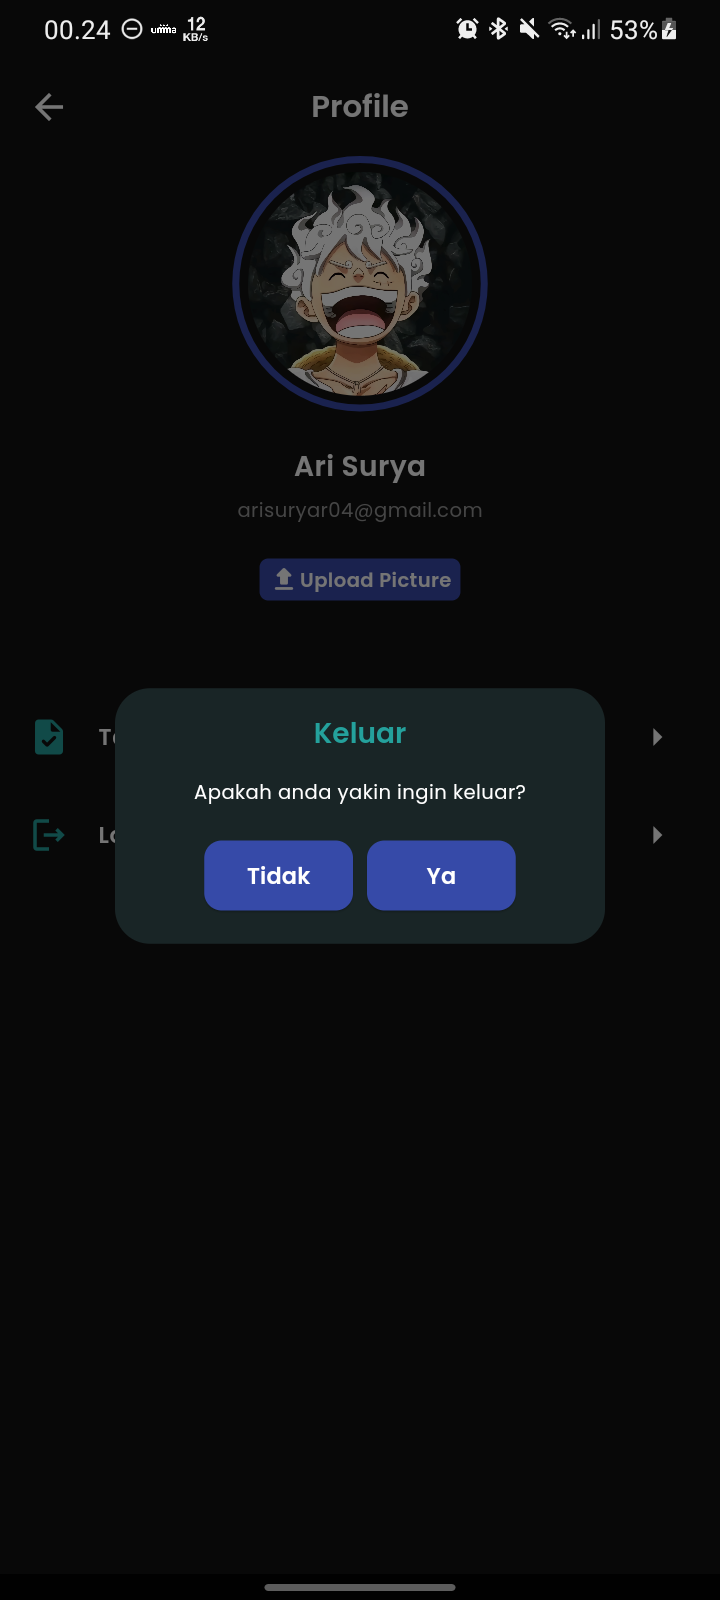 00.24 umma 12 KB/s 53%
Profile
Ari Surya
arisuryar04@gmail.com
Upload Picture
Keluar
Apakah anda yakin ingin keluar?
Tidak Ya